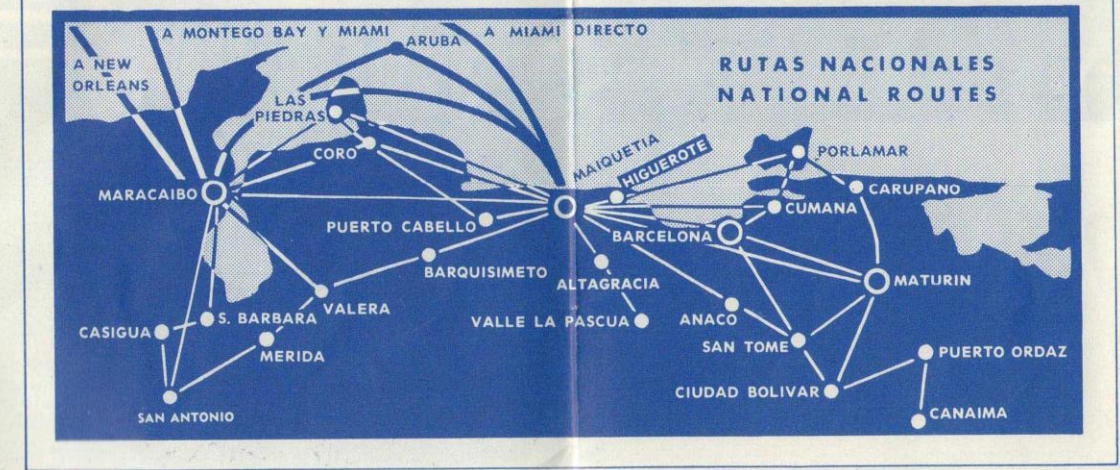 A MONTEGO BAY Y MIAMI
A MIAMI DIRECTO
ARUBA
A NEW
ORLEANS
RUTAS NACIONALES
NATIONAL ROUTES
LAS
PIEDRAS
CORO
MAIQUETIA
HIGUEROTE
PORLAMAR
MARACAIBO
CARUPANO
PUERTO CABELLO
CUMANA
BARCELONA
BARQUISIMETO
ALTAGRACIA
MATURIN
VALERA
S. BARBARA
CASIGUA
VALLE LA PASCUA
ANACO
MERIDA
SAN TOME
PUERTO ORDAZ
CIUDAD BOLIVAR
SAN ANTONIO
CANAIMA